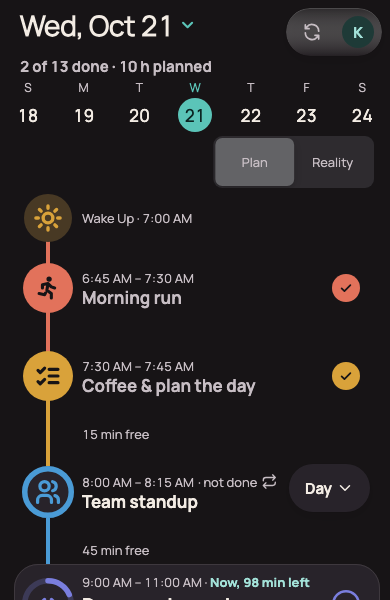 Wed, Oct 21
K
2 of 13 done · 10 h planned
S M T W T F S
18 19 20 21 22 23 24
Plan Reality
Wake Up · 7:00 AM
6:45 AM – 7:30 AM
Morning run
7:30 AM – 7:45 AM
Coffee & plan the day
15 min free
8:00 AM – 8:15 AM · not done
Team standup
Day
45 min free
9:00 AM – 11:00 AM · Now, 98 min left